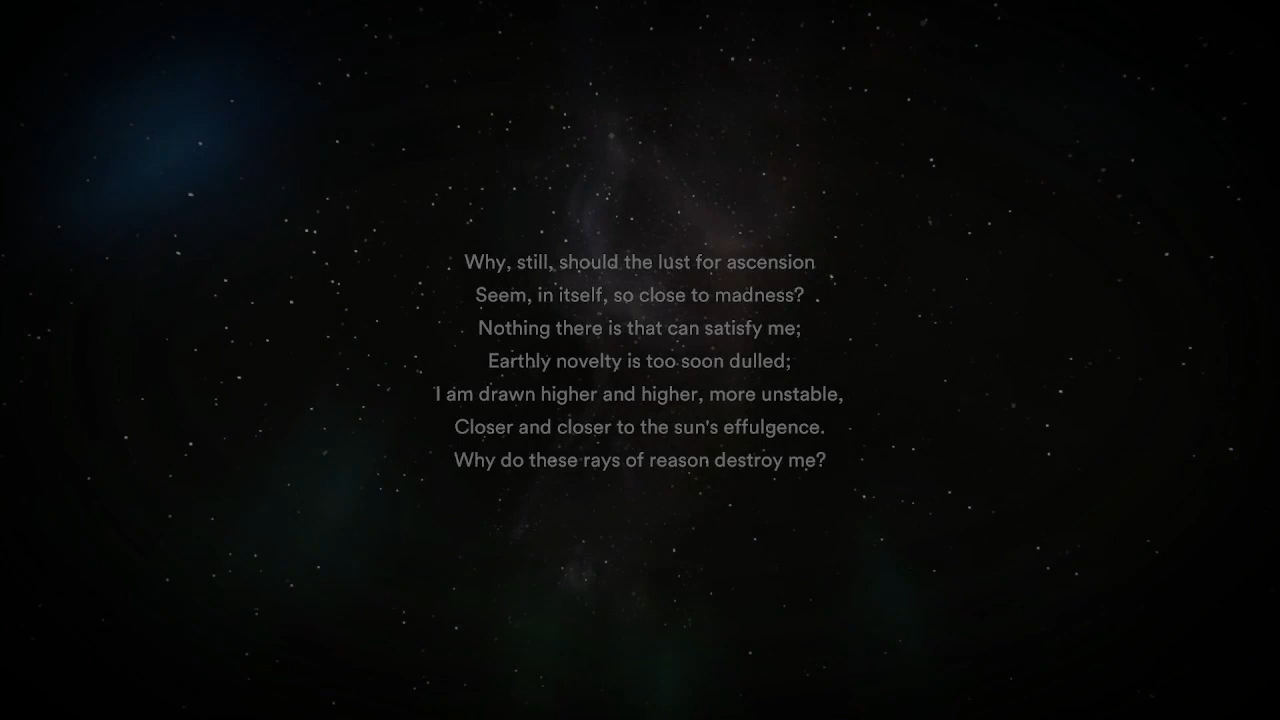 Why, still, should the lust for ascension
Seem, in itself, so close to madness?
Nothing there is that can satisfy me;
Earthly novelty is too soon dulled;
I am drawn higher and higher, more unstable,
Closer and closer to the sun's effulgence.
Why do these rays of reason destroy me?